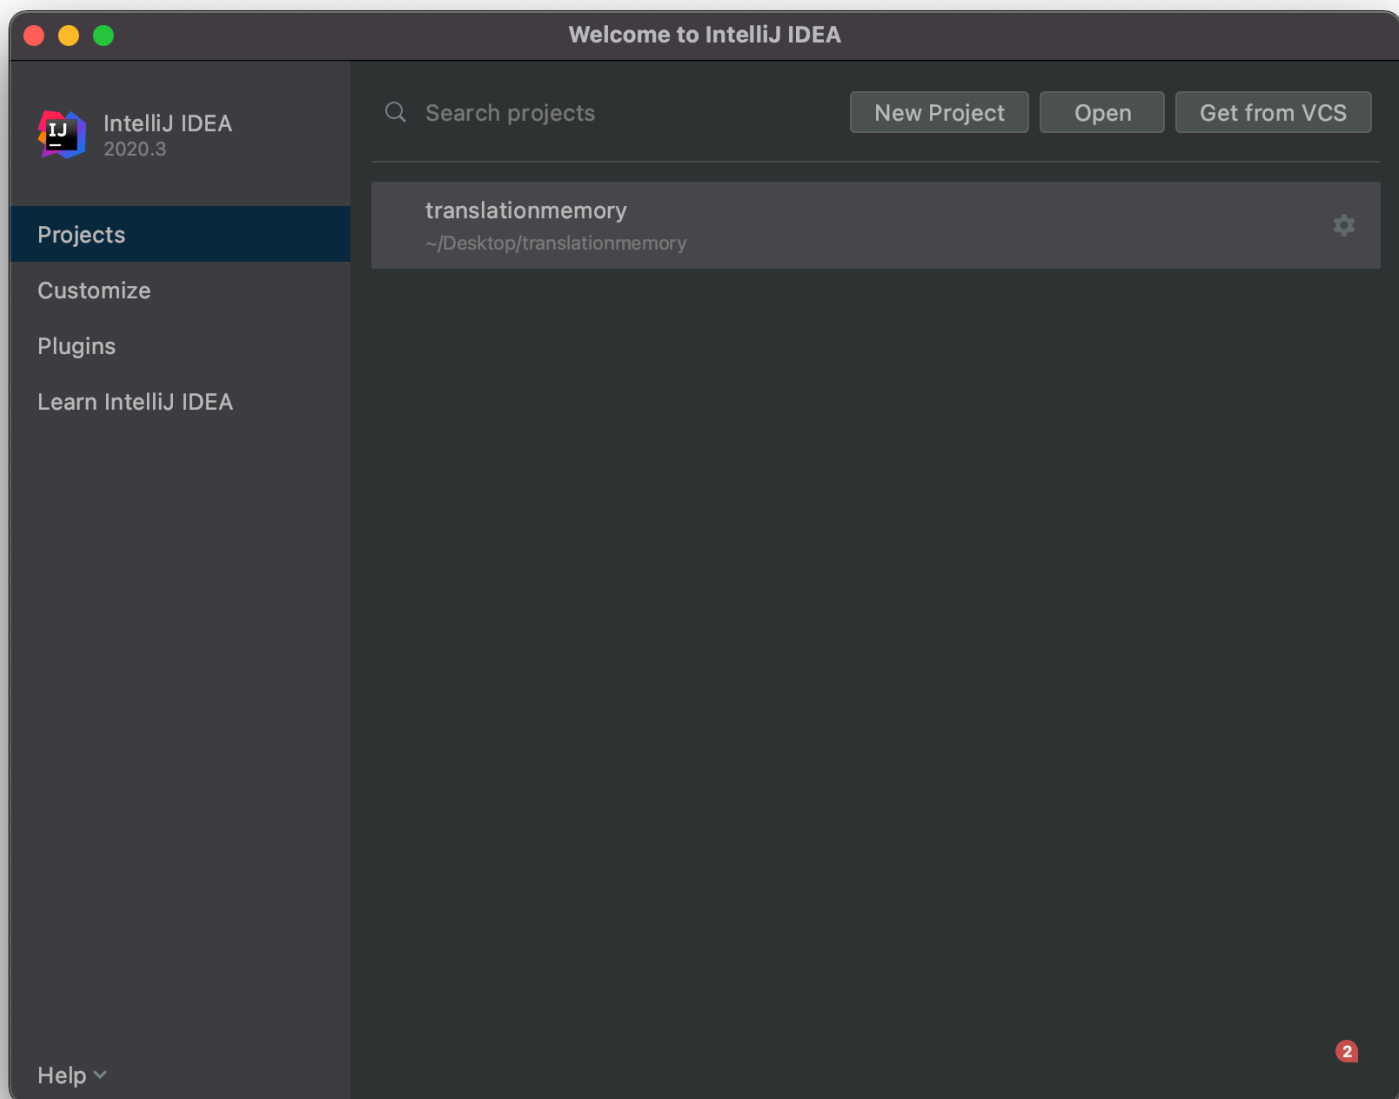 Welcome to IntelliJ IDEA
IJ
IntelliJ IDEA
2020.3
Search projects
New Project
Open
Get from VCS
Projects
Customize
Plugins
Learn IntelliJ IDEA
translationmemory
~/Desktop/translationmemory
2
Help